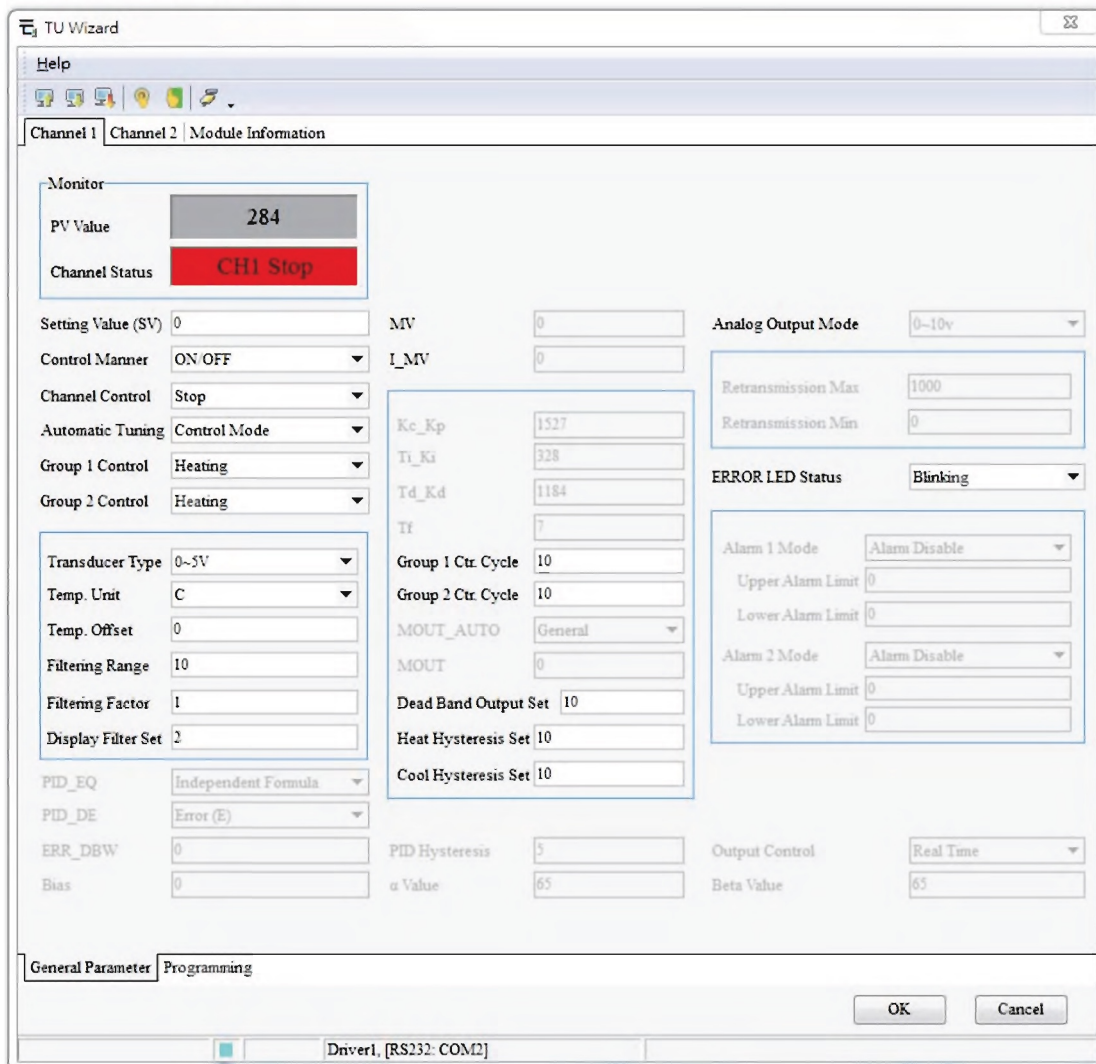 TU Wizard
Help
Channel 1 Channel 2 Module Information
Monitor
PV Value 284
Channel Status CH1 Stop
Setting Value (SV) 0
Control Manner ON/OFF
Channel Control Stop
Automatic Tuning Control Mode
Group 1 Control Heating
Group 2 Control Heating
Transducer Type 0~5V
Temp. Unit C
Temp. Offset 0
Filtering Range 10
Filtering Factor 1
Display Filter Set 2
PID_EQ Independent Formula
PID_DE Error (E)
ERR_DBW 0
Bias 0
MV 0
I_MV 0
Kc_Kp 1527
Ti_Ki 328
Td_Kd 1184
Tf 7
Group 1 Ctr. Cycle 10
Group 2 Ctr. Cycle 10
MOUT_AUTO General
MOUT 0
Dead Band Output Set 10
Heat Hysteresis Set 10
Cool Hysteresis Set 10
PID Hysteresis 5
α Value 65
Analog Output Mode 0~10v
Retransmission Max 1000
Retransmission Min 0
ERROR LED Status Blinking
Alarm 1 Mode Alarm Disable
Upper Alarm Limit 0
Lower Alarm Limit 0
Alarm 2 Mode Alarm Disable
Upper Alarm Limit 0
Lower Alarm Limit 0
Output Control Real Time
Beta Value 65
General Parameter Programming
OK Cancel
Driver1, [RS232: COM2]